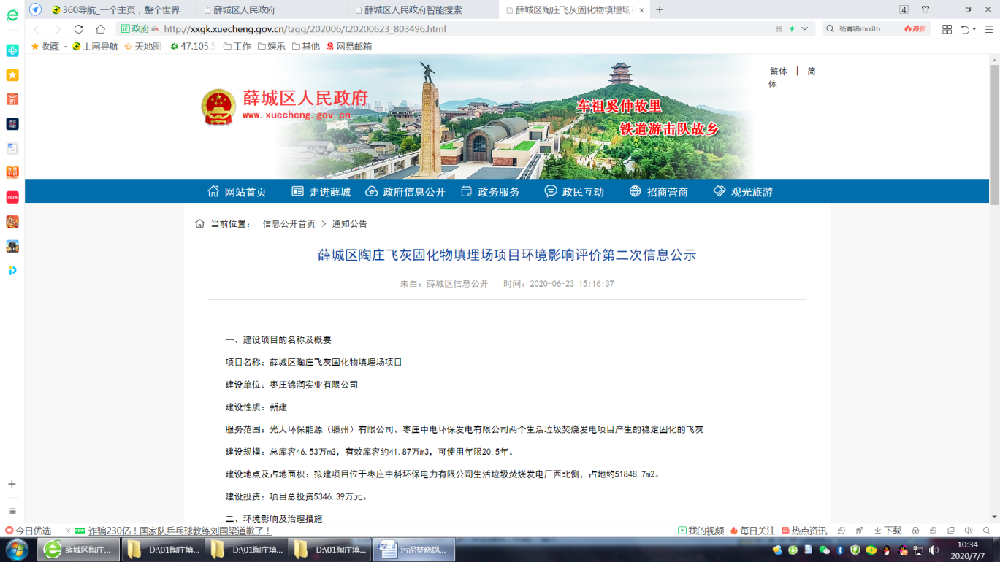 360导航_一个主页，整个世界
薛城区人民政府
薛城区人民政府智能搜索
薛城区陶庄飞灰固化物填埋场
4
证 政府
http://xxgk.xuecheng.gov.cn/tzgg/202006/t20200623_803496.html
杨幂唱mojito
热搜
收藏
上网导航
天地图
47.105.5
工作
娱乐
其他
网易邮箱
繁体 | 简
体
薛城区人民政府
www.xuecheng.gov.cn
车祖奚仲故里
铁道游击队故乡
网站首页
走进薛城
政府信息公开
政务服务
政民互动
招商营商
观光旅游
当前位置： 信息公开首页 > 通知公告
薛城区陶庄飞灰固化物填埋场项目环境影响评价第二次信息公示
来自：薛城区信息公开 时间：2020-06-23 15:16:37
一、建设项目的名称及概要
项目名称：薛城区陶庄飞灰固化物填埋场项目
建设单位：枣庄锦润实业有限公司
建设性质：新建
服务范围：光大环保能源（滕州）有限公司、枣庄中电环保发电有限公司两个生活垃圾焚烧发电项目产生的稳定固化的飞灰
建设规模：总库容46.53万m3，有效库容约41.87万m3，可使用年限20.5年。
建设地点及占地面积：拟建项目位于枣庄中科环保电力有限公司生活垃圾焚烧发电厂西北侧，占地约51848.7m2。
建设投资：项目总投资5346.39万元。
二、环境影响及治理措施
今日优选
NEW
诈骗230亿！国家队乒乓球教练刘国梁道歉了！
我的视频
每日关注
热点资讯
下载
薛城区陶庄...
D:\01陶庄填...
D:\01陶庄填...
D:\01陶庄填...
污泥焚烧锅...
10:34
2020/7/7